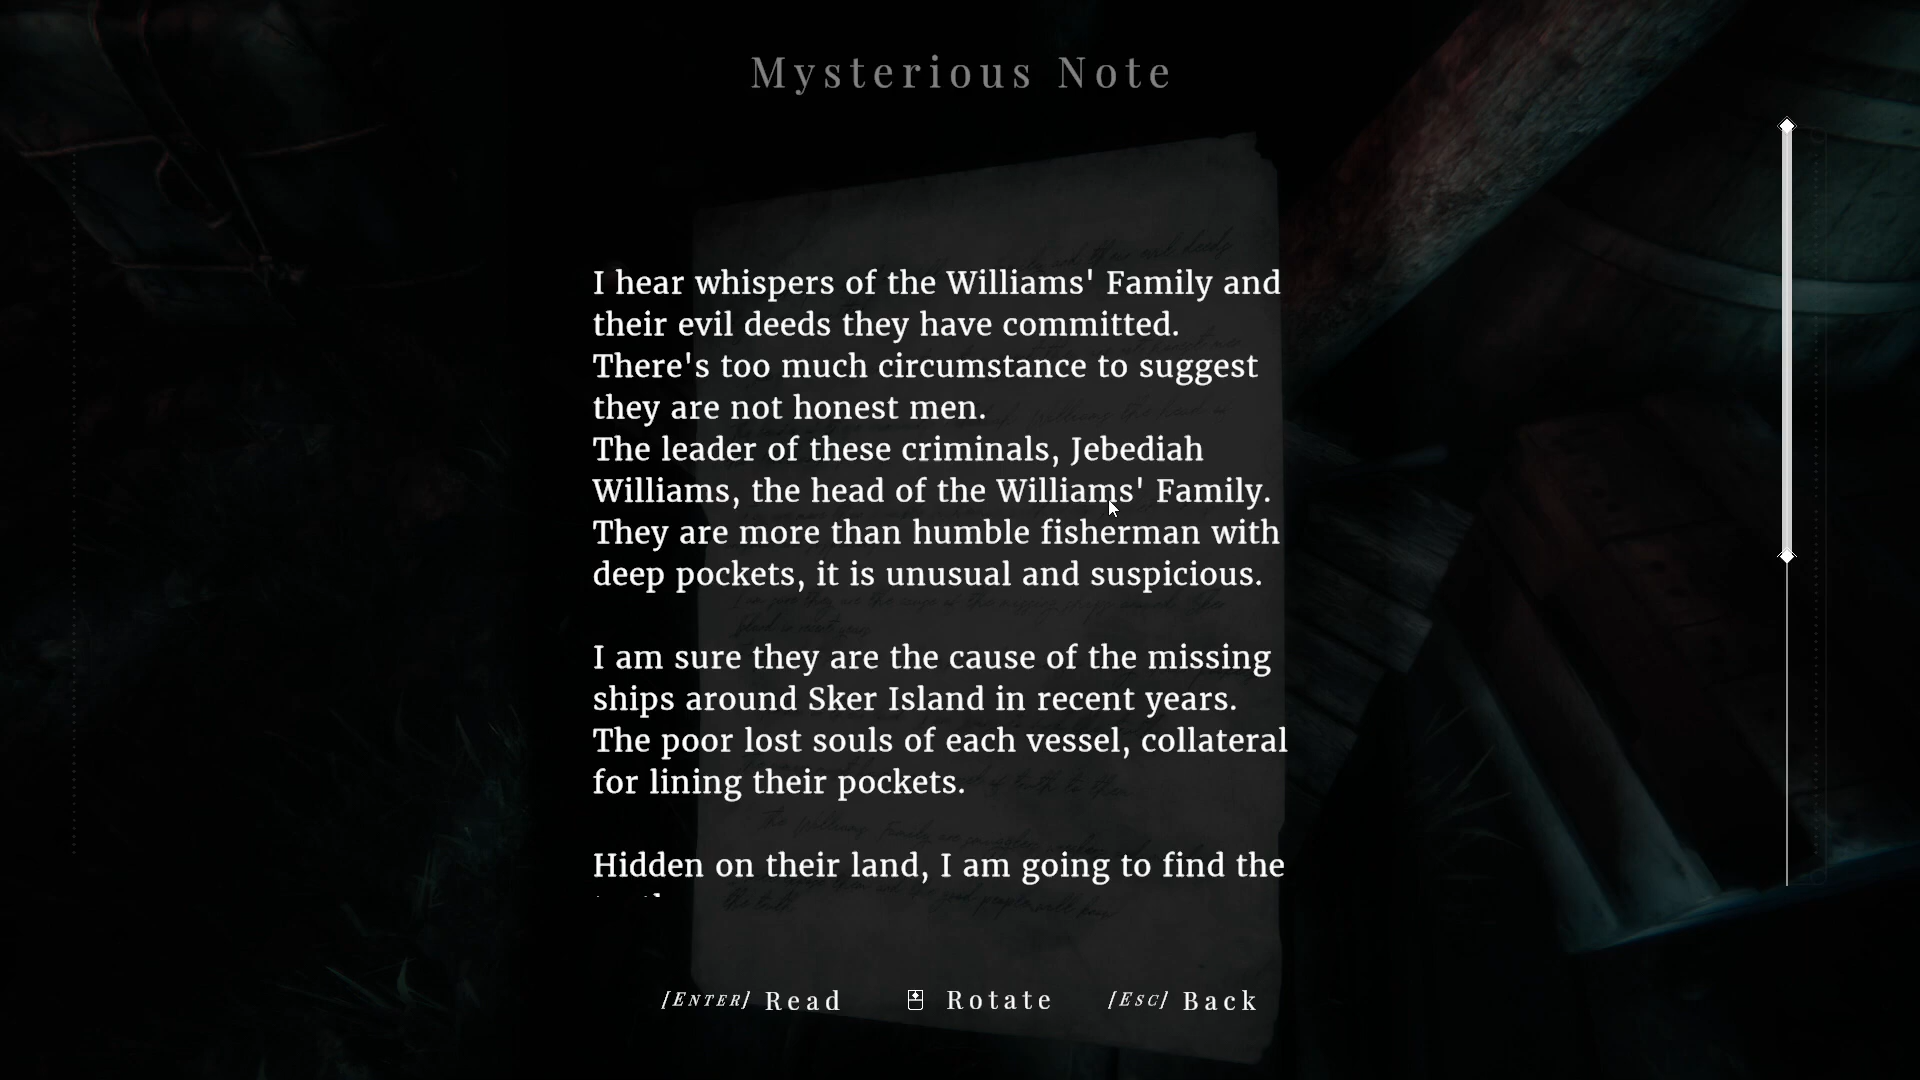 Mysterious Note
I hear whispers of the Williams' Family and
their evil deeds they have committed.
There's too much circumstance to suggest
they are not honest men.
The leader of these criminals, Jebediah
Williams, the head of the Williams' Family.
They are more than humble fisherman with
deep pockets, it is unusual and suspicious.
I am sure they are the cause of the missing
ships around Sker Island in recent years.
The poor lost souls of each vessel, collateral
for lining their pockets.
Hidden on their land, I am going to find the
[Enter] Read Rotate [Esc] Back